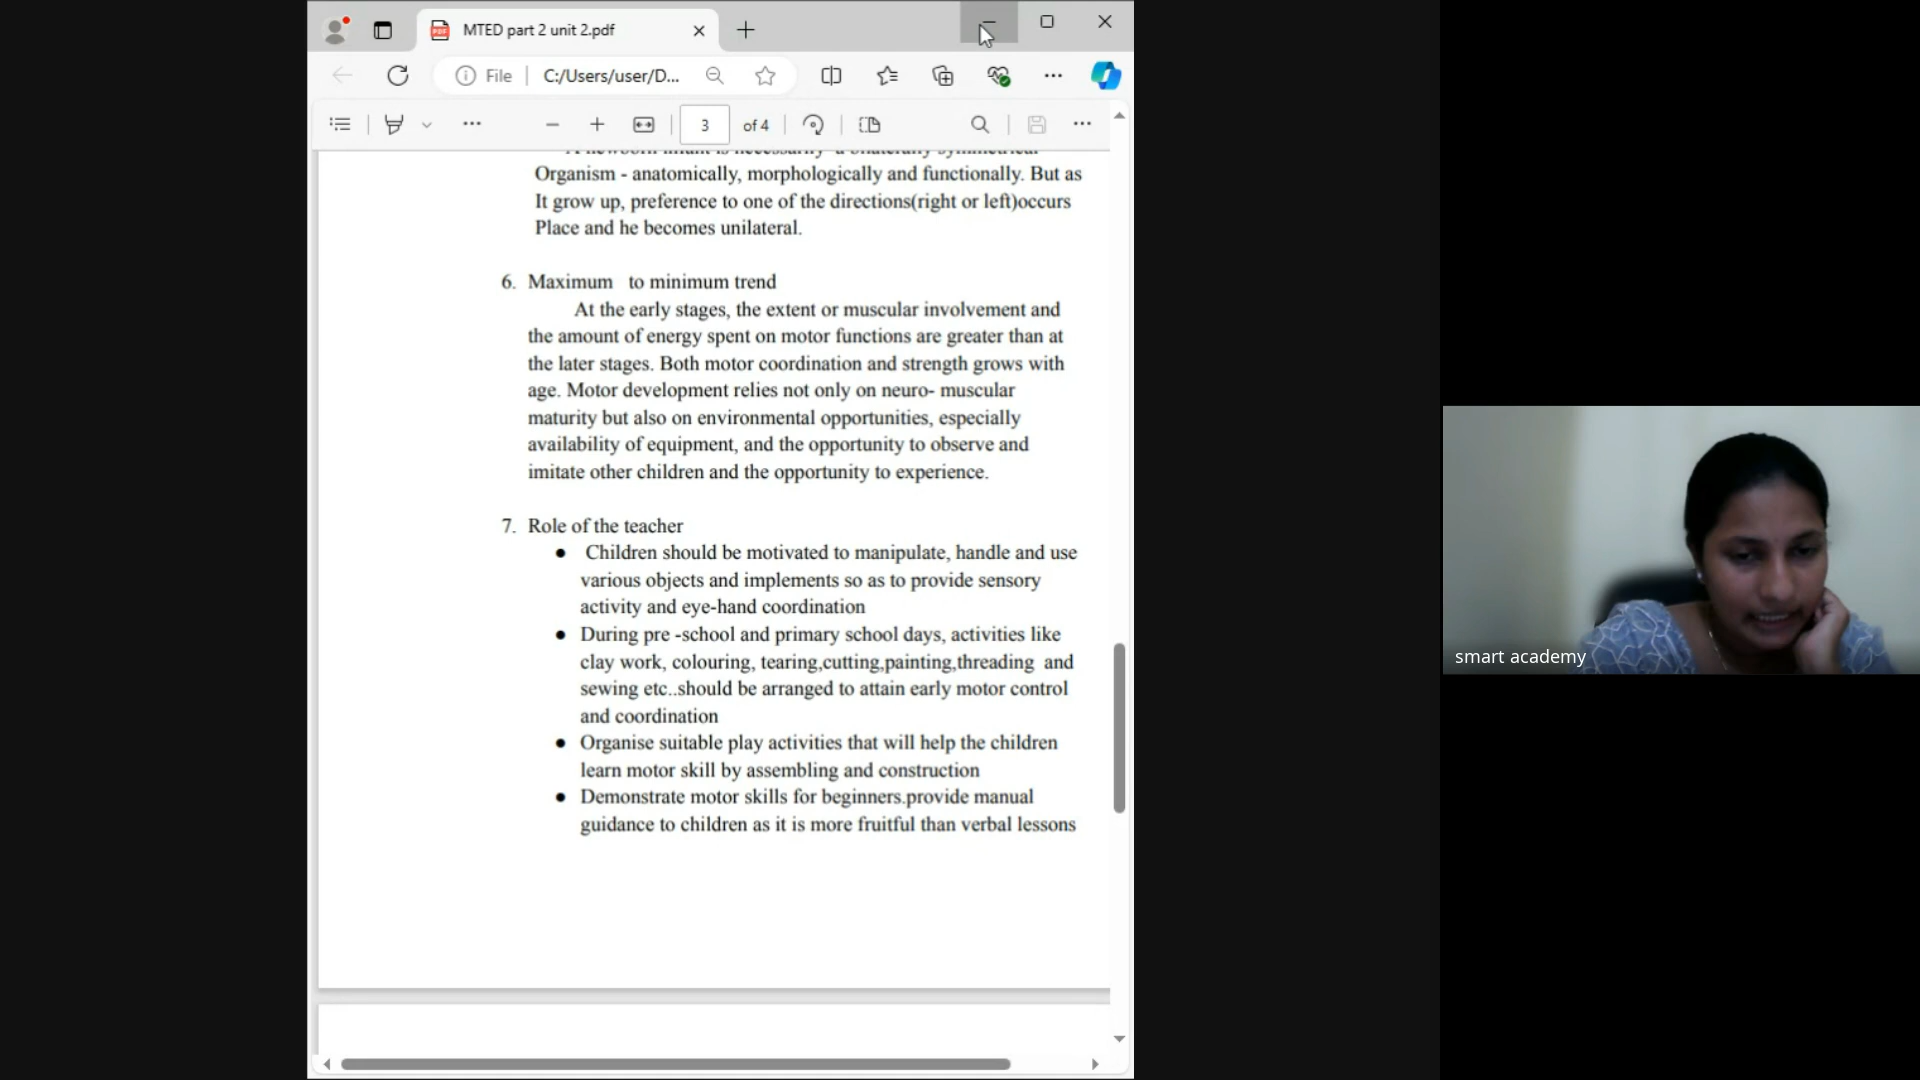 MTED part 2 unit 2.pdf
File
C:/Users/user/D...
3 of 4
A newborn infant is necessarily a bilaterally symmetrical
Organism - anatomically, morphologically and functionally. But as
It grow up, preference to one of the directions(right or left)occurs
Place and he becomes unilateral.
6. Maximum to minimum trend
At the early stages, the extent or muscular involvement and
the amount of energy spent on motor functions are greater than at
the later stages. Both motor coordination and strength grows with
age. Motor development relies not only on neuro- muscular
maturity but also on environmental opportunities, especially
availability of equipment, and the opportunity to observe and
imitate other children and the opportunity to experience.
7. Role of the teacher
● Children should be motivated to manipulate, handle and use
various objects and implements so as to provide sensory
activity and eye-hand coordination
● During pre -school and primary school days, activities like
clay work, colouring, tearing,cutting,painting,threading and
sewing etc..should be arranged to attain early motor control
and coordination
● Organise suitable play activities that will help the children
learn motor skill by assembling and construction
● Demonstrate motor skills for beginners.provide manual
guidance to children as it is more fruitful than verbal lessons
smart academy